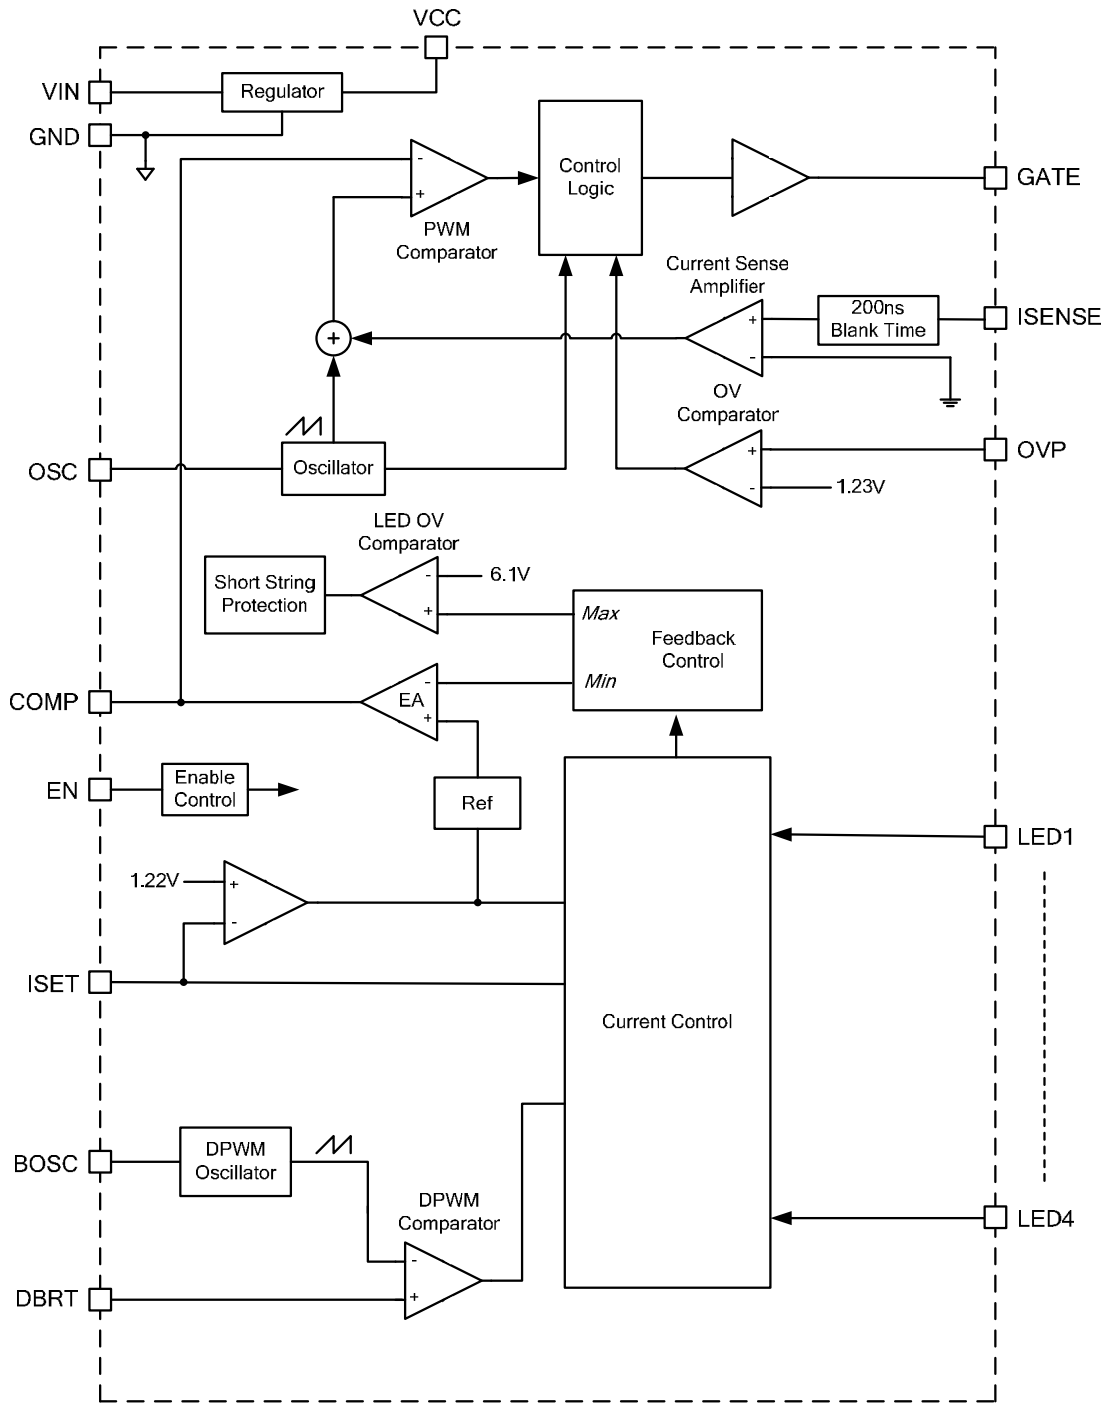 VCC
VIN
Regulator
GND
-
+
PWM
Comparator
Control
Logic
GATE
Current Sense
Amplifier
+
-
200ns
Blank Time
ISENSE
+
OV
Comparator
+
-
1.23V
OVP
OSC
Oscillator
LED OV
Comparator
Short String
Protection
-
+
6.1V
Max
Min
Feedback
Control
COMP
EA
-
+
EN
Enable
Control
Ref
LED1
1.22V
+
-
ISET
Current Control
BOSC
DPWM
Oscillator
DPWM
Comparator
-
+
LED4
DBRT